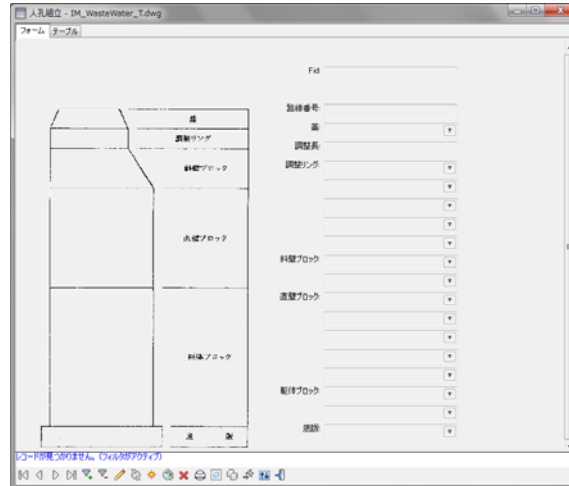 人孔組立 - IM_WasteWater_T.dwg
フォーム テーブル
Fid
路線番号:
蓋:
調整長
調整リング:
斜壁ブロック:
直壁ブロック:
躯体ブロック:
底版:
蓋
調整リング
斜壁ブロック
直壁ブロック
躯体ブロック
底 版
レコードが見つかりません。 (フィルタがアクティブ)